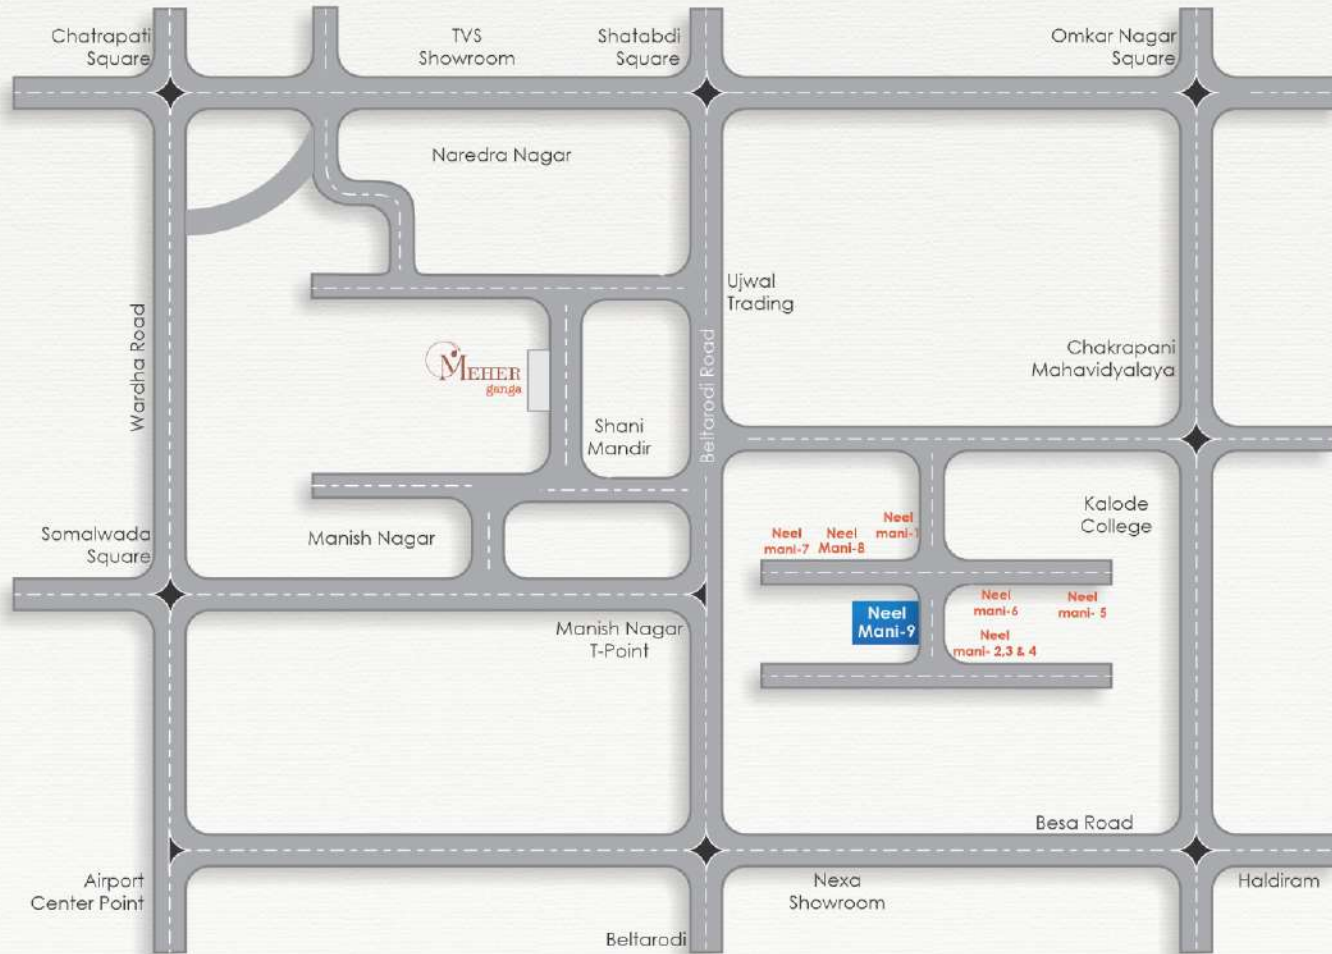 Chatrapati
Square
TVS
Showroom
Shatabdi
Square
Omkar Nagar
Square
Naredra Nagar
Ujwal
Trading
Wardha Road
Beltarodi Road
Chakrapani
Mahavidyalaya
MEHER
ganga
Shani
Mandir
Kalode
College
Somalwada
Square
Manish Nagar
Neel
mani-7
Neel
Mani-8
Neel
mani-1
Neel
Mani-9
Neel
mani-6
Neel
mani- 5
Neel
mani- 2,3 & 4
Manish Nagar
T-Point
Besa Road
Airport
Center Point
Nexa
Showroom
Haldiram
Beltarodi